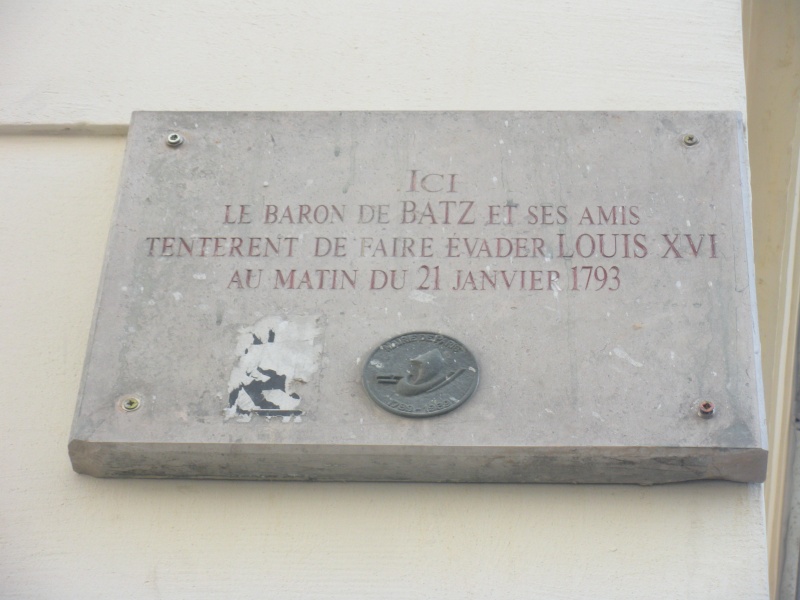 ICI
LE BARON DE BATZ ET SES AMIS
TENTERENT DE FAIRE ÉVADER LOUIS XVI
AU MATIN DU 21 JANVIER 1793